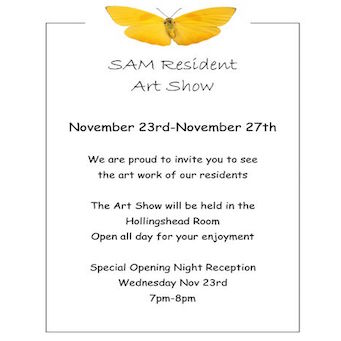 SAM Resident
Art Show
November 23rd-November 27th
We are proud to invite you to see
the art work of our residents
The Art Show will be held in the
Hollingshead Room
Open all day for your enjoyment
Special Opening Night Reception
Wednesday Nov 23rd
7pm-8pm